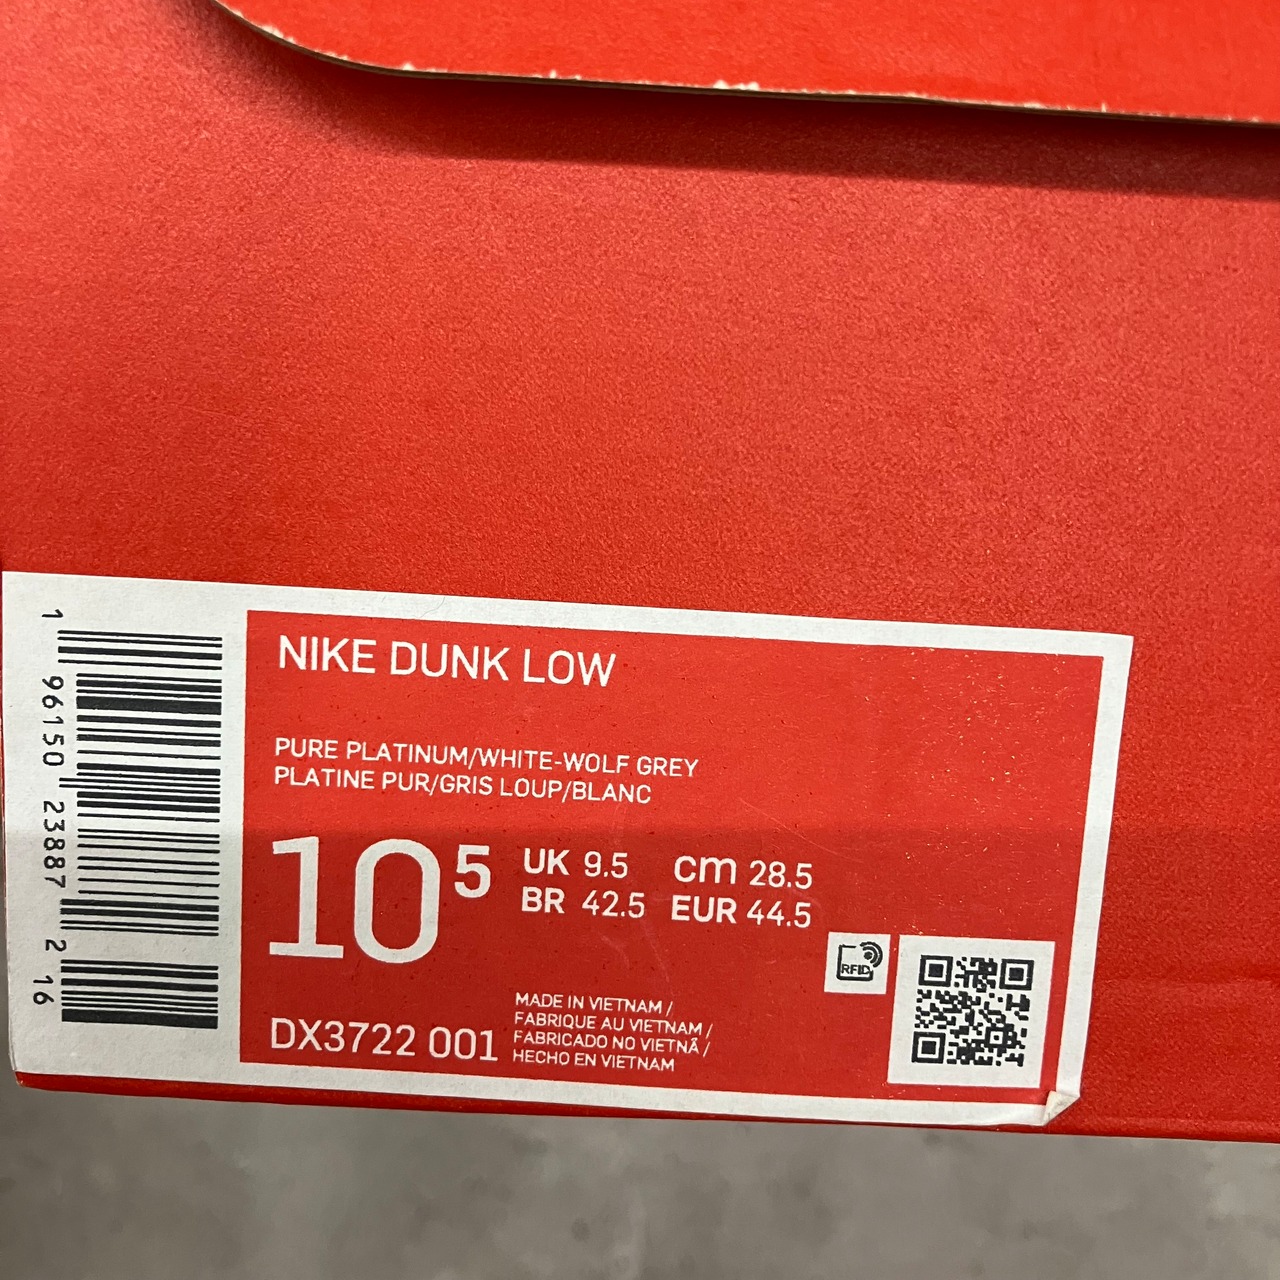 NIKE DUNK LOW
PURE PLATINUM/WHITE-WOLF GREY
PLATINE PUR/GRIS LOUP/BLANC
10 5
UK 9.5 cm 28.5
BR 42.5 EUR 44.5
RFID
DX3722 001
MADE IN VIETNAM /
FABRIQUE AU VIETNAM /
FABRICADO NO VIETNÃ /
HECHO EN VIETNAM
1 96150 23887 2 16